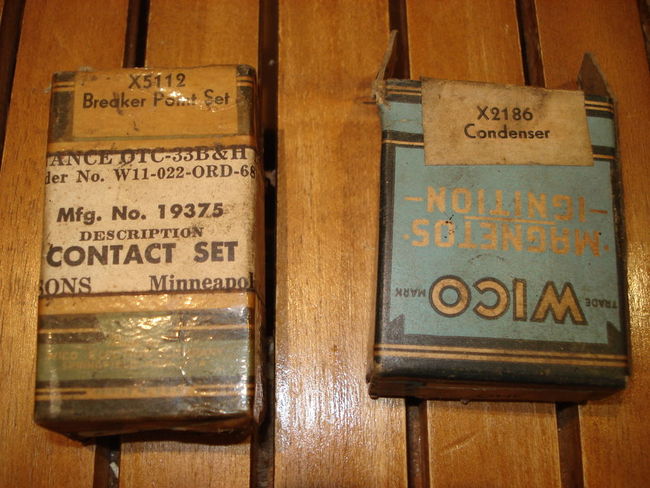 X5112
Breaker Point Set
ANCE OTC-33B&H
der No. W11-022-ORD-68
Mfg. No. 19375
DESCRIPTION
CONTACT SET
ONS Minneapol
X2186
Condenser
-IGNITION-
·MAGNETOS·
TRADE WICO MARK